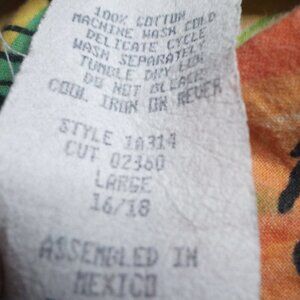 100% COTTON
MACHINE WASH COLD
DELICATE CYCLE
WASH SEPARATELY
TUMBLE DRY LOW
DO NOT BLEACH
COOL IRON OR REVER
STYLE 1A314
CUT 02360
LARGE
16/18
ASSEMBLED IN
MEXICO